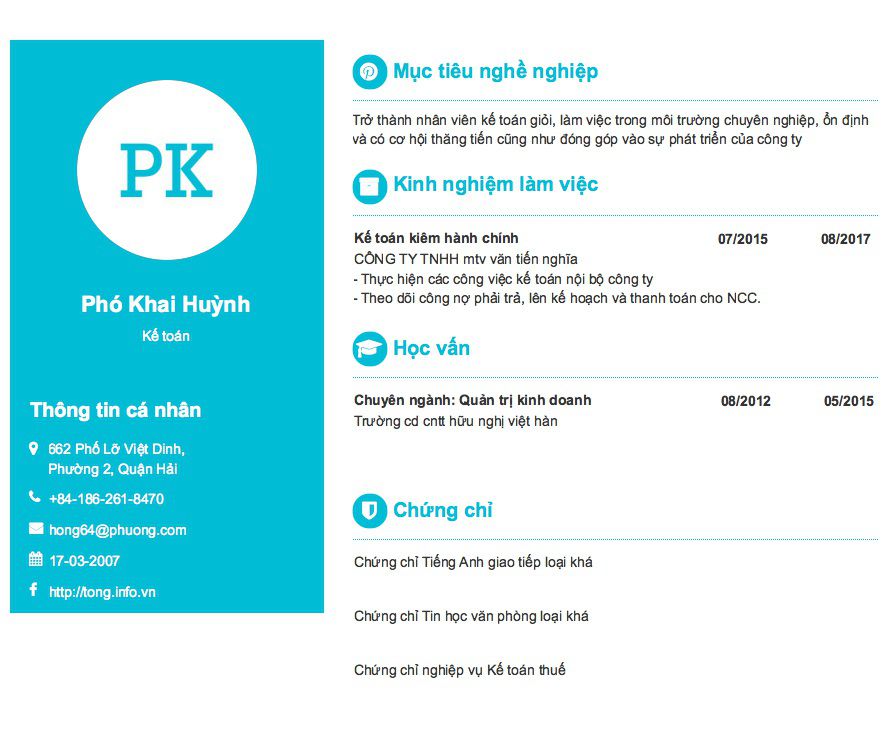 PK
Phó Khai Huỳnh
Kế toán
Thông tin cá nhân
662 Phố Lỡ Việt Dinh,
Phường 2, Quận Hải
+84-186-261-8470
hong64@phuong.com
17-03-2007
http://tong.info.vn
Mục tiêu nghề nghiệp
Trở thành nhân viên kế toán giỏi, làm việc trong môi trường chuyên nghiệp, ổn định
và có cơ hội thăng tiến cũng như đóng góp vào sự phát triển của công ty
Kinh nghiệm làm việc
Kế toán kiêm hành chính 07/2015 08/2017
CÔNG TY TNHH mtv văn tiến nghĩa
- Thực hiện các công việc kế toán nội bộ công ty
- Theo dõi công nợ phải trả, lên kế hoạch và thanh toán cho NCC.
Học vấn
Chuyên ngành: Quản trị kinh doanh 08/2012 05/2015
Trường cd cntt hữu nghị việt hàn
Chứng chỉ
Chứng chỉ Tiếng Anh giao tiếp loại khá
Chứng chỉ Tin học văn phòng loại khá
Chứng chỉ nghiệp vụ Kế toán thuế